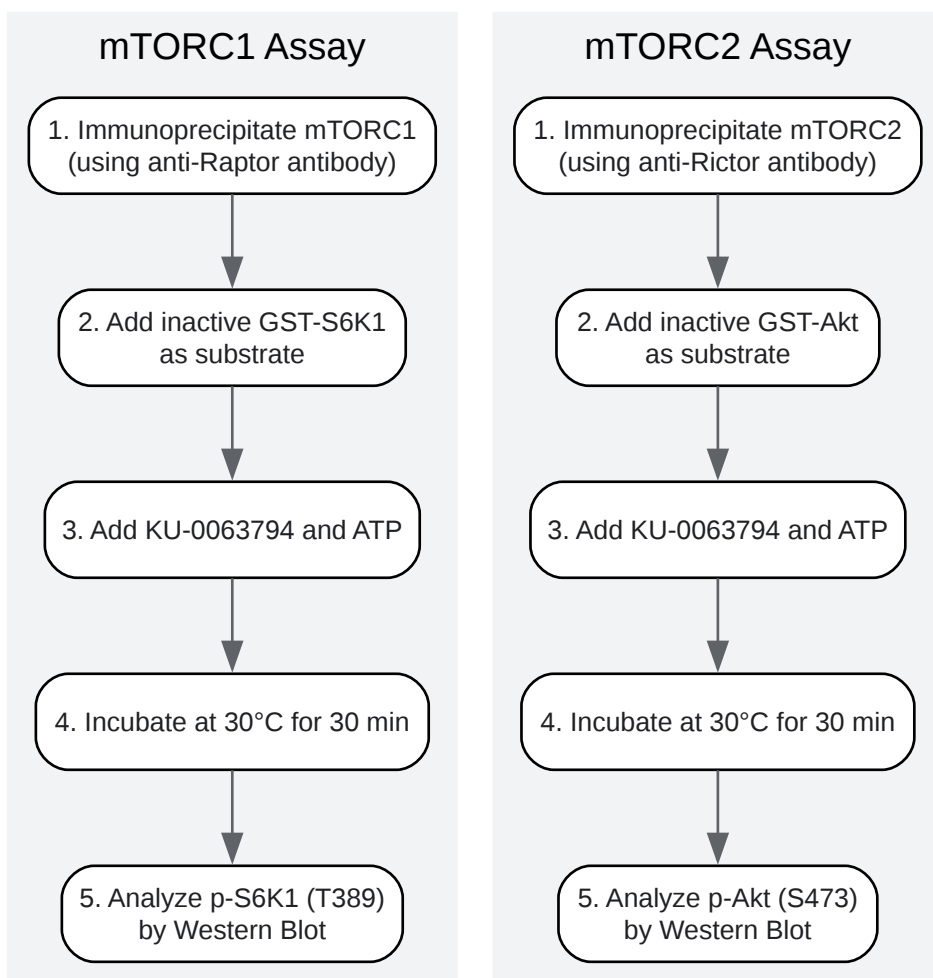 mTORC1 Assay
1. Immunoprecipitate mTORC1
(using anti-Raptor antibody)
2. Add inactive GST-S6K1
as substrate
3. Add KU-0063794 and ATP
4. Incubate at 30°C for 30 min
5. Analyze p-S6K1 (T389)
by Western Blot
mTORC2 Assay
1. Immunoprecipitate mTORC2
(using anti-Rictor antibody)
2. Add inactive GST-Akt
as substrate
3. Add KU-0063794 and ATP
4. Incubate at 30°C for 30 min
5. Analyze p-Akt (S473)
by Western Blot